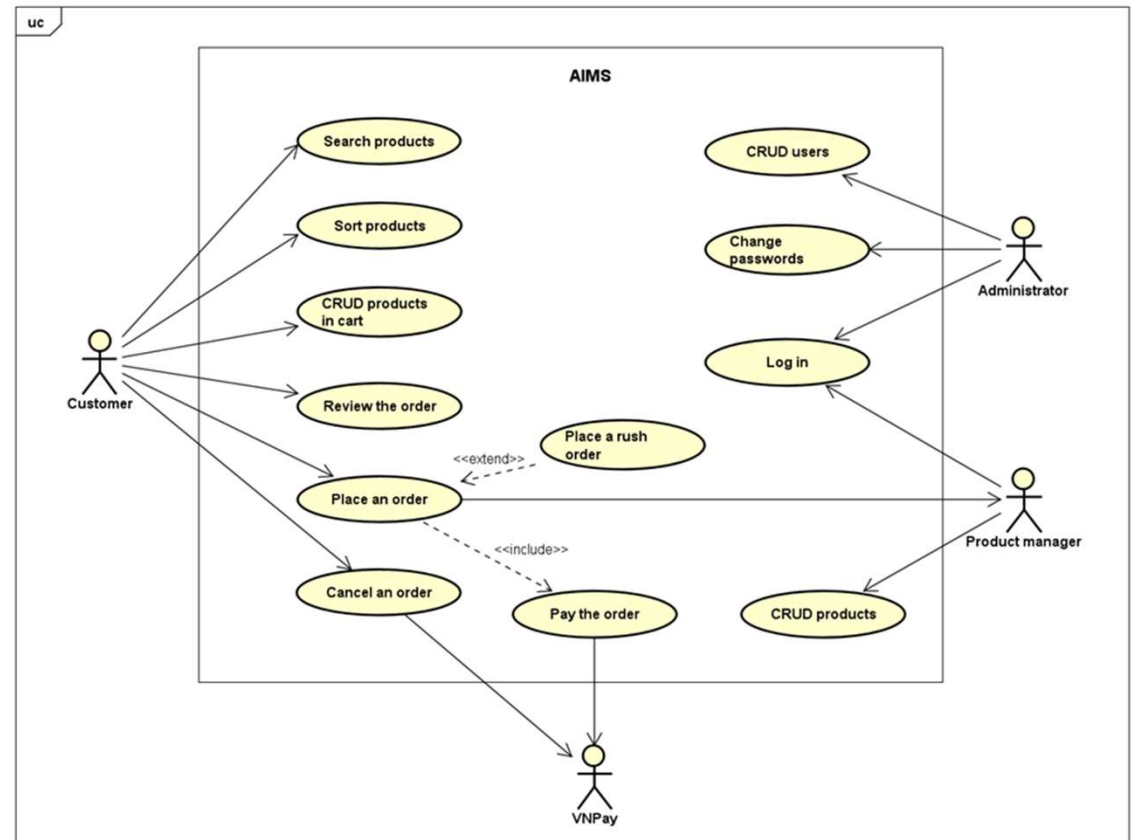 uc
AIMS
Search products
CRUD users
Sort products
Change
passwords
Administrator
CRUD products
in cart
Log in
Customer
Review the order
Place a rush
order
<<extend>>
Place an order
Product manager
<<include>>
Cancel an order
Pay the order
CRUD products
VNPay